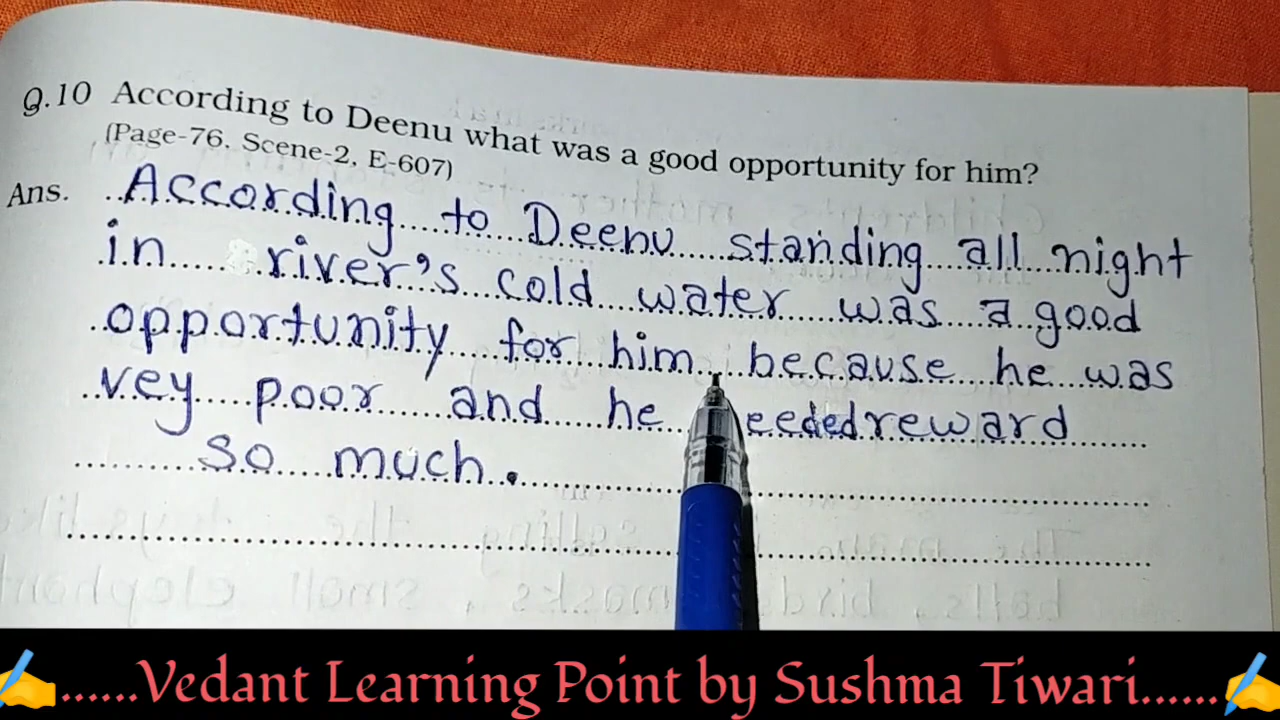 Q.10 According to Deenu what was a good opportunity for him?
(Page-76, Scene-2, E-607)
Ans. According to Deenu standing all night
in river's cold water was a good
opportunity for him because he was
vey poor and he eeded reward
so much.
......Vedant Learning Point by Sushma Tiwari......